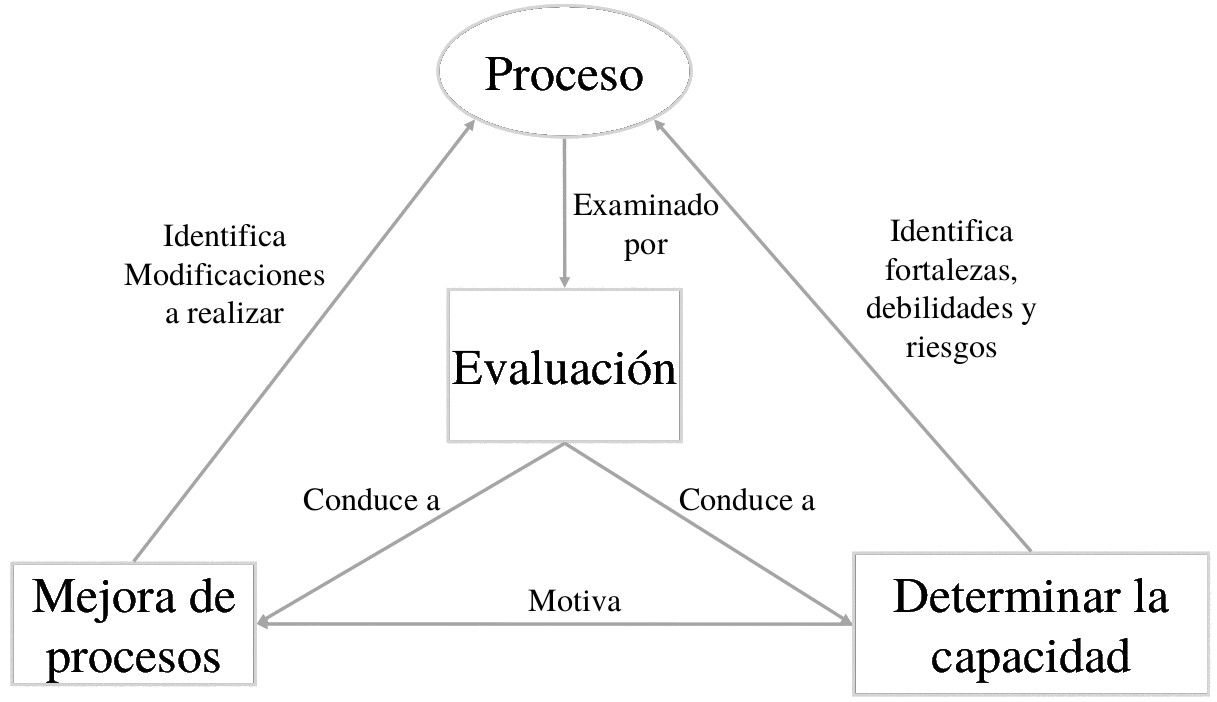 Proceso
Examinado
por
Identifica
Modificaciones
a realizar
Identifica
fortalezas,
debilidades y
riesgos
Evaluación
Conduce a
Conduce a
Motiva
Mejora de
procesos
Determinar la
capacidad